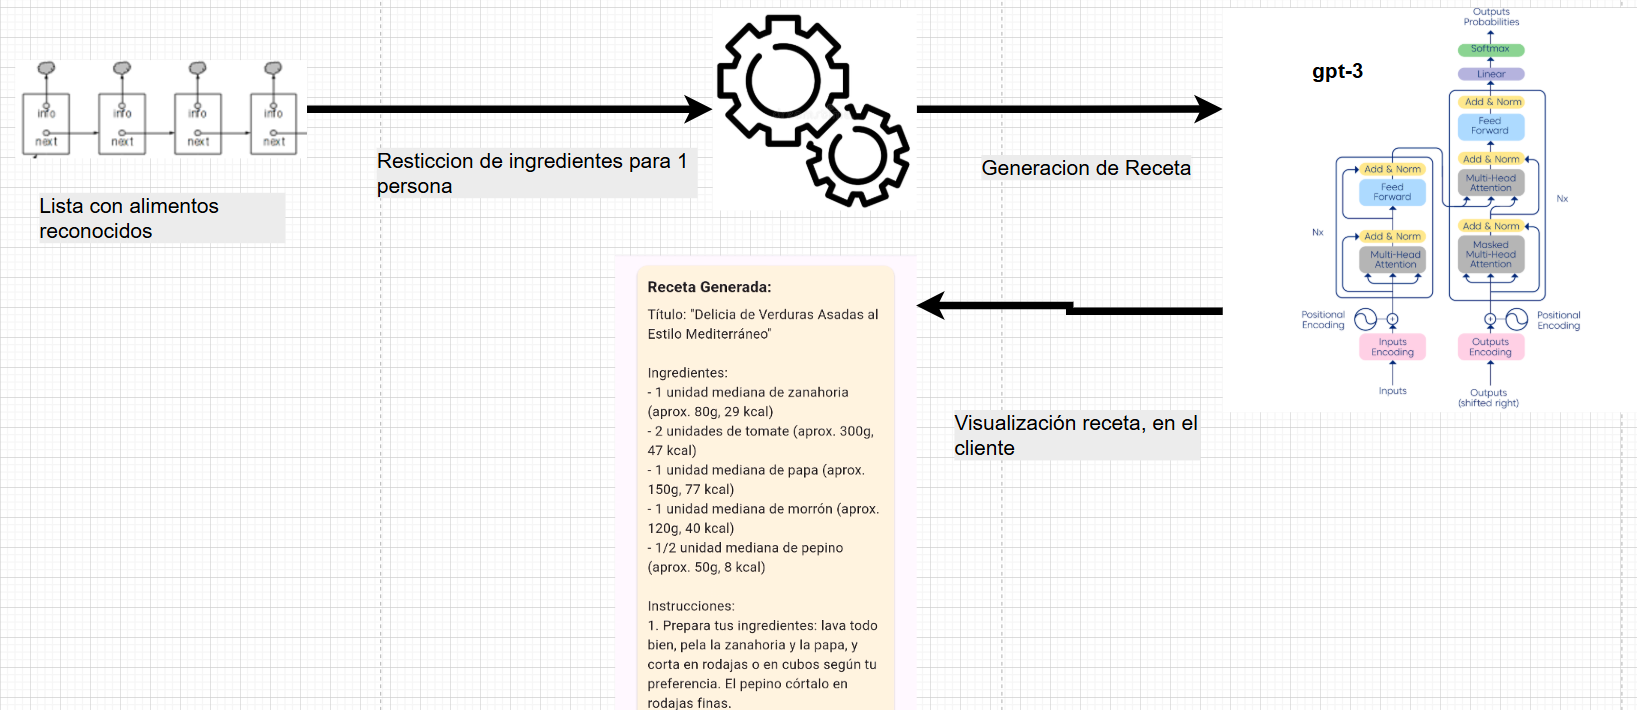 info
next
info
next
info
next
info
next
Lista con alimentos
reconocidos
Resticcion de ingredientes para 1
persona
Generacion de Receta
gpt-3
Outputs
Probabilities
Softmax
Linear
Add & Norm
Feed
Forward
Add & Norm
Multi-Head
Attention
Add & Norm
Masked
Multi-Head
Attention
Nx
Add & Norm
Feed
Forward
Add & Norm
Multi-Head
Attention
Nx
Positional
Encoding
Positional
Encoding
Inputs
Encoding
Outputs
Encoding
Inputs
Outputs
(shifted right)
Visualización receta, en el
cliente
Receta Generada:
Título: "Delicia de Verduras Asadas al
Estilo Mediterráneo"
Ingredientes:
- 1 unidad mediana de zanahoria
(aprox. 80g, 29 kcal)
- 2 unidades de tomate (aprox. 300g,
47 kcal)
- 1 unidad mediana de papa (aprox.
150g, 77 kcal)
- 1 unidad mediana de morrón (aprox.
120g, 40 kcal)
- 1/2 unidad mediana de pepino
(aprox. 50g, 8 kcal)
Instrucciones:
1. Prepara tus ingredientes: lava todo
bien, pela la zanahoria y la papa, y
corta en rodajas o en cubos según tu
preferencia. El pepino córtalo en
rodajas finas.